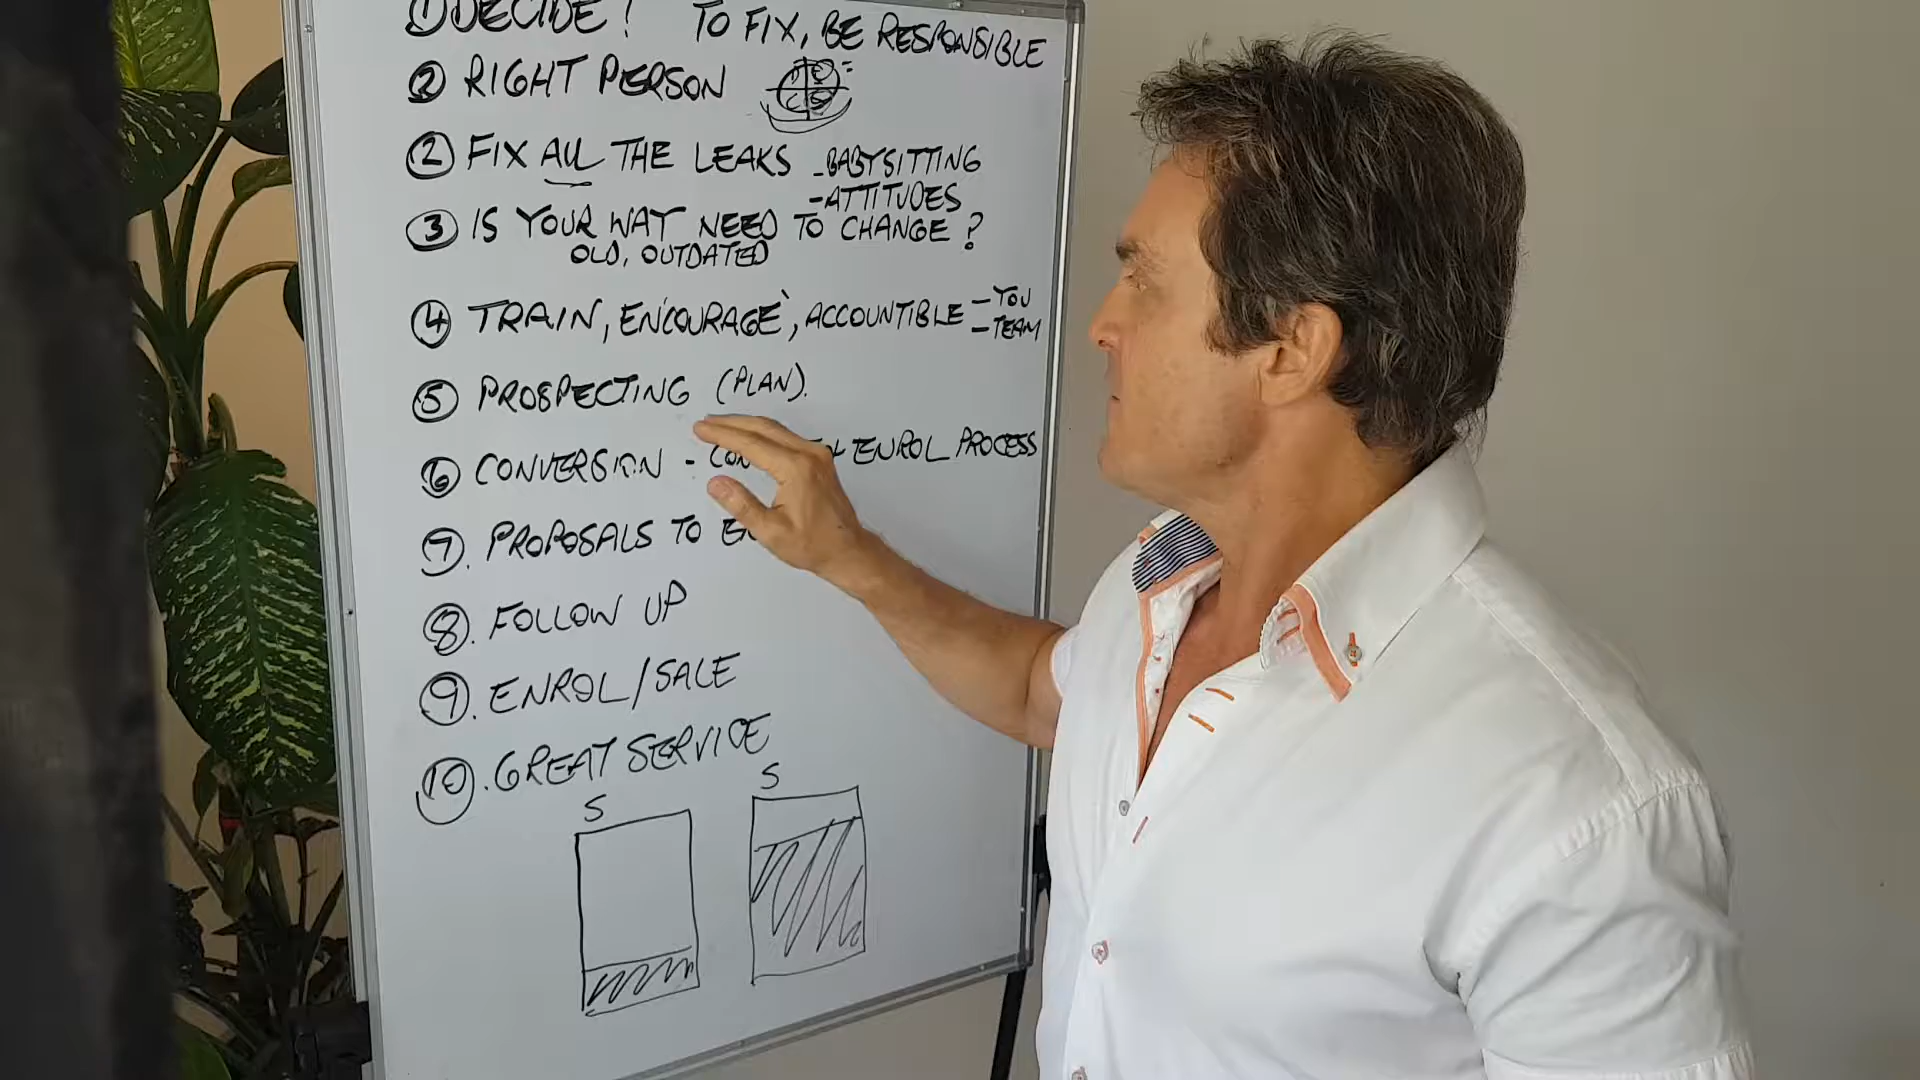 ① DECIDE! TO FIX, BE RESPONSIBLE
② RIGHT PERSON
② FIX ALL THE LEAKS - BABYSITTING
- ATTITUDES
③ IS YOUR WAY NEED TO CHANGE?
OLD, OUTDATED
④ TRAIN, ENCOURAGE, ACCOUNTIBLE - YOU
- TEAM
⑤ PROSPECTING (PLAN).
⑥ CONVERSION - ENROL PROCESS
⑦. PROPOSALS TO
⑧. FOLLOW UP
⑨. ENROL/SALE
⑩. GREAT SERVICE
S S